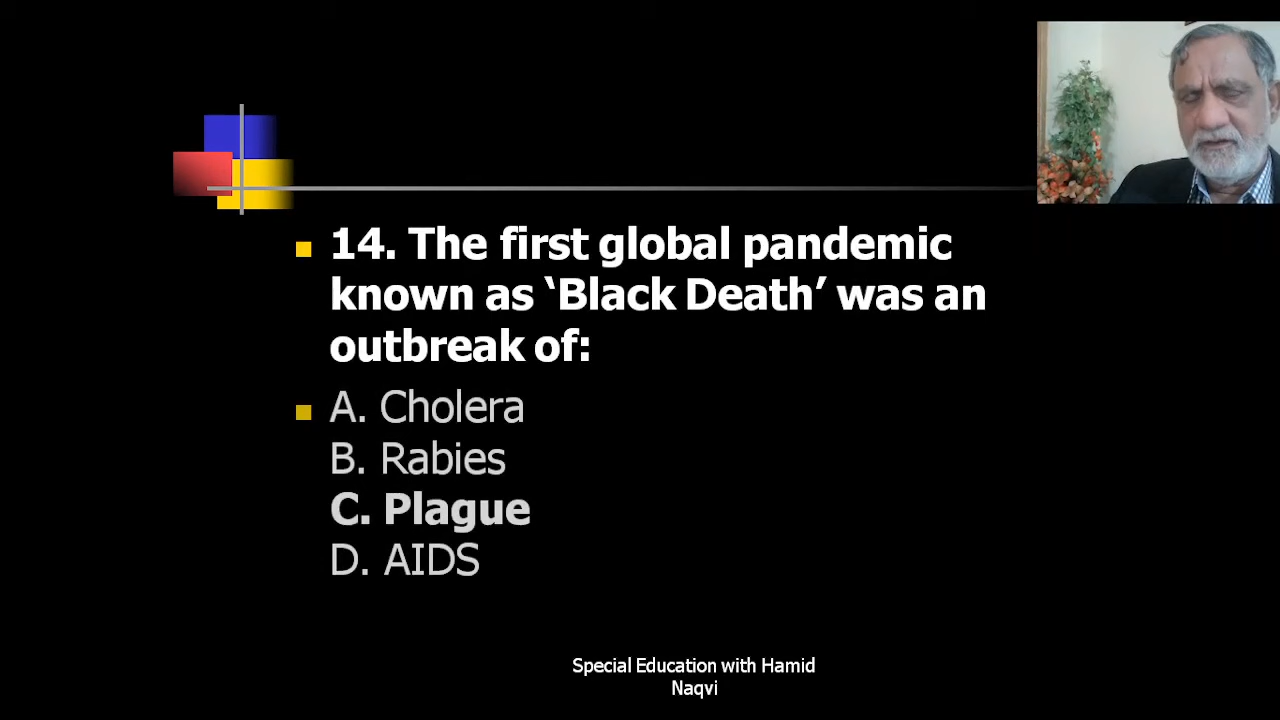 14. The first global pandemic
known as ‘Black Death’ was an
outbreak of:
A. Cholera
B. Rabies
C. Plague
D. AIDS
Special Education with Hamid
Naqvi